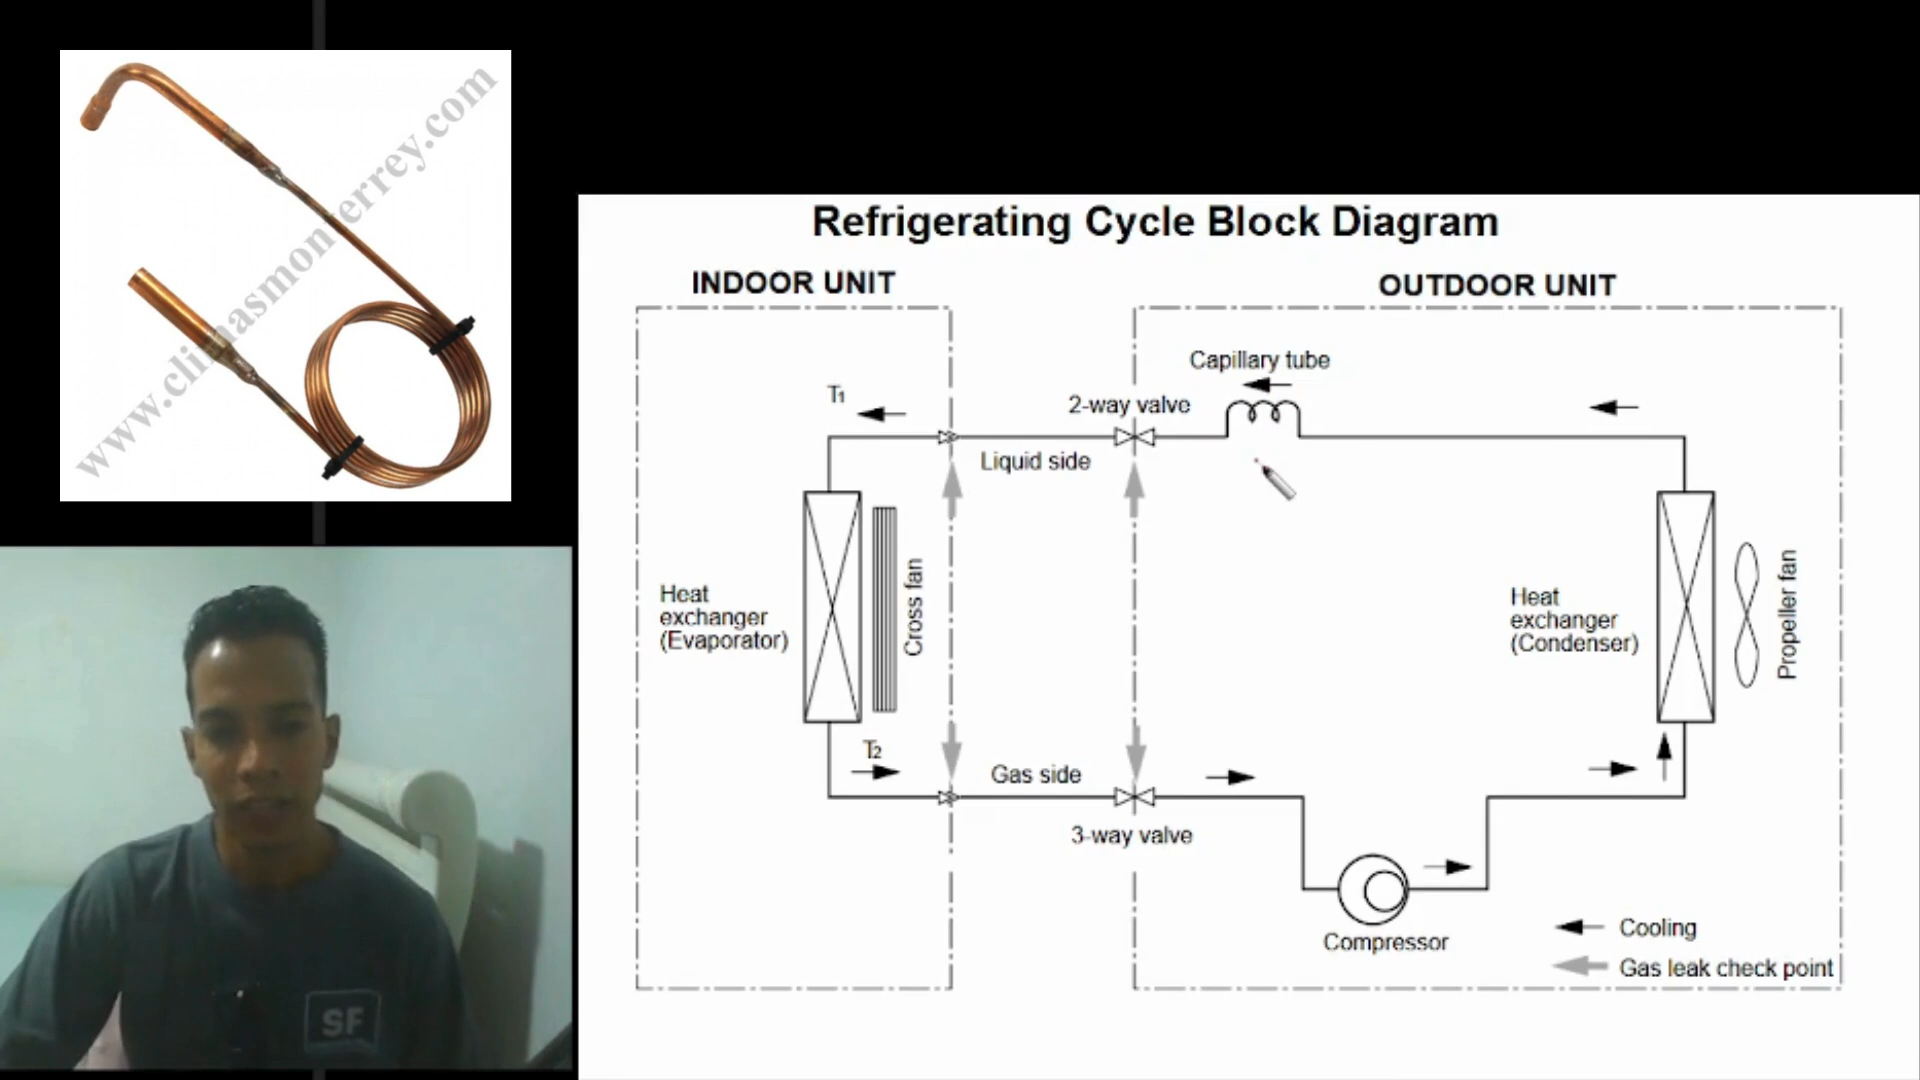 www.climasmonterrey.com
SF
Refrigerating Cycle Block Diagram
INDOOR UNIT
OUTDOOR UNIT
Capillary tube
T1
2-way valve
Liquid side
Heat
exchanger
(Evaporator)
Cross fan
Heat
exchanger
(Condenser)
Propeller fan
T2
Gas side
3-way valve
Compressor
Cooling
Gas leak check point